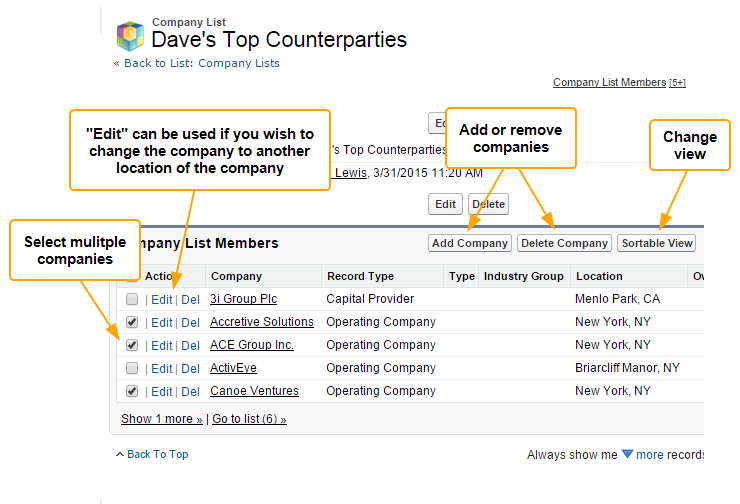 Company List
Dave's Top Counterparties
« Back to List: Company Lists
Company List Members [5+]
"Edit" can be used if you wish to
change the company to another
location of the company
Add or remove
companies
Change
view
's Top Counterparties
Lewis, 3/31/2015 11:20 AM
Edit Delete
Select mulitple
companies
Company List Members Add Company Delete Company Sortable View
Action Company Record Type Type Industry Group Location Ow
| Edit | Del 3i Group Plc Capital Provider Menlo Park, CA
| Edit | Del Accretive Solutions Operating Company New York, NY
| Edit | Del ACE Group Inc. Operating Company New York, NY
| Edit | Del ActivEye Operating Company Briarcliff Manor, NY
| Edit | Del Canoe Ventures Operating Company New York, NY
Show 1 more » | Go to list (6) »
Back To Top Always show me more records